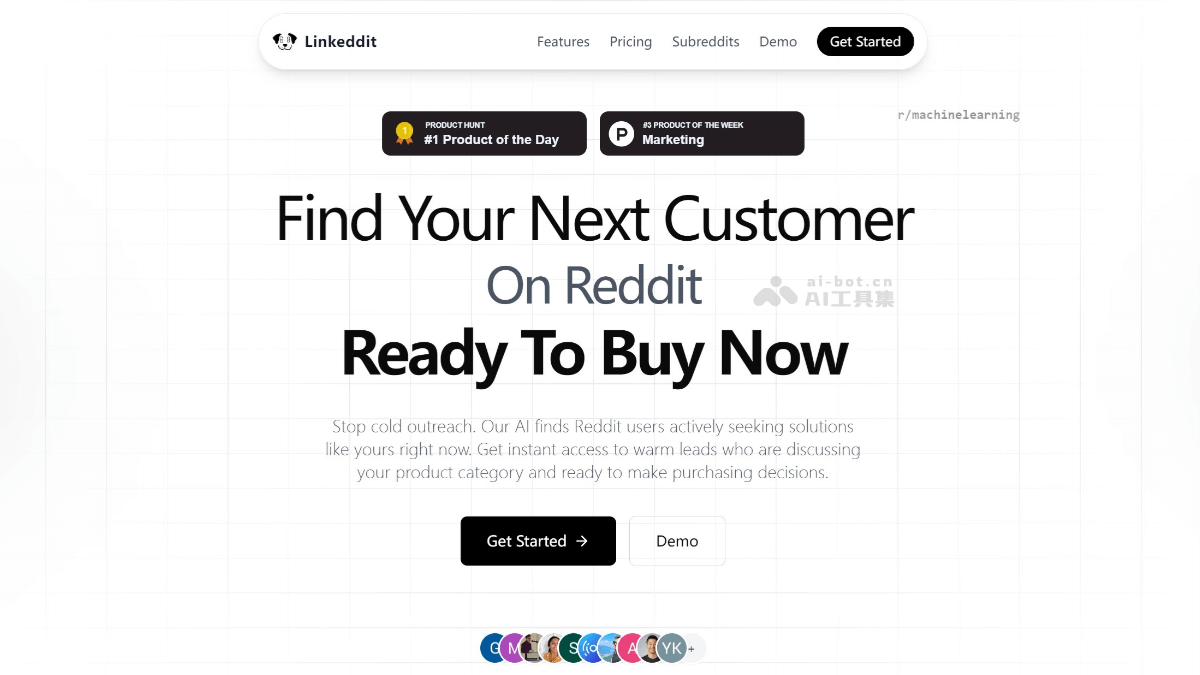 Linkeddit
Features Pricing Subreddits Demo Get Started
r/machinelearning
1 PRODUCT HUNT
#1 Product of the Day
P #3 PRODUCT OF THE WEEK
Marketing
Find Your Next Customer
On Reddit
ai-bot.cn
AI工具集
Ready To Buy Now
Stop cold outreach. Our AI finds Reddit users actively seeking solutions
like yours right now. Get instant access to warm leads who are discussing
your product category and ready to make purchasing decisions.
Get Started → Demo
G M S A YK +